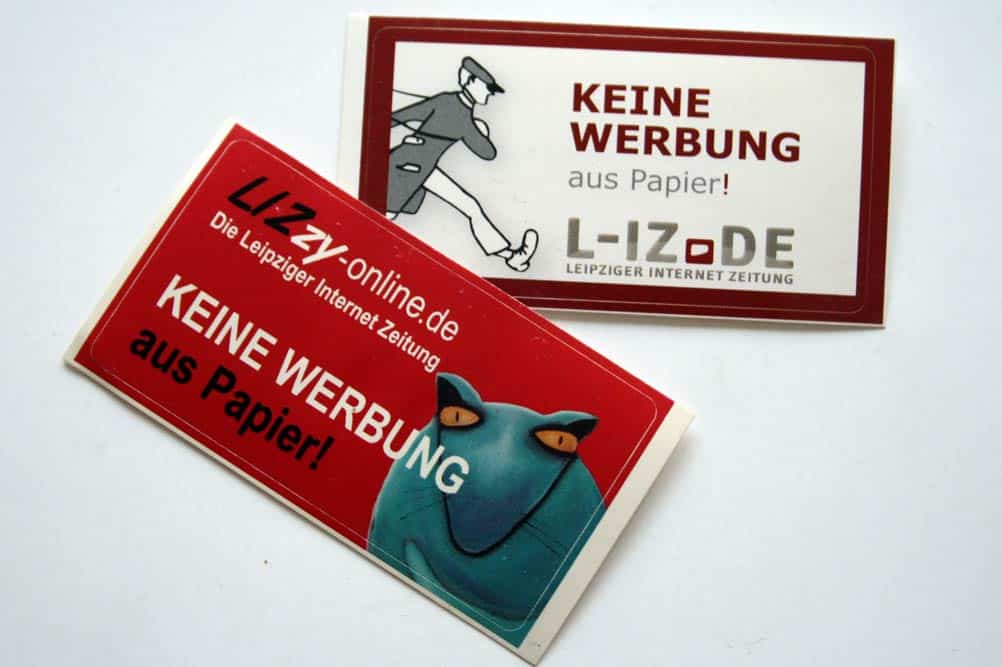 KEINE
WERBUNG
aus Papier!
L-IZ.DE
LEIPZIGER INTERNET ZEITUNG
LIZzy-online.de
Die Leipziger Internet Zeitung
KEINE WERBUNG
aus Papier!